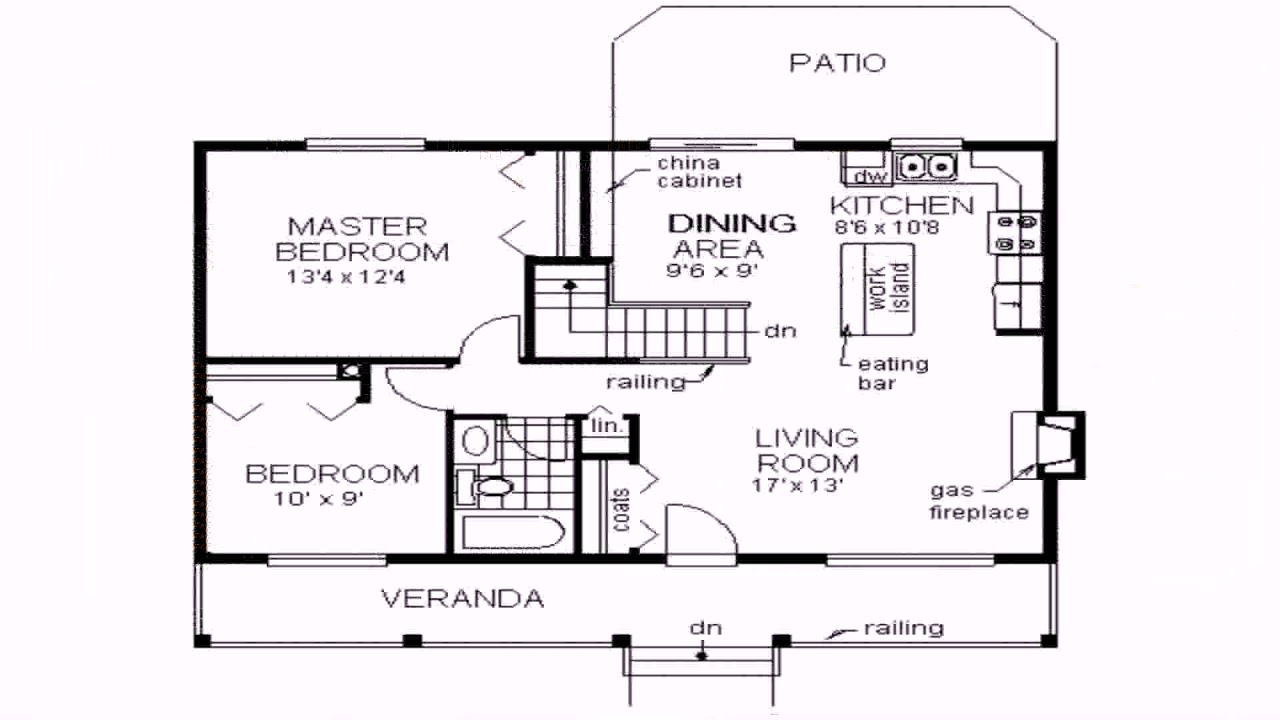 PATIO
china
cabinet
dw
DINING
AREA
9'6 x 9'
KITCHEN
8'6 x 10'8
MASTER
BEDROOM
13'4 x 12'4
work
island
dn
eating
bar
railing
lin.
LIVING
ROOM
17' x 13'
BEDROOM
10' x 9'
coats
gas
fireplace
VERANDA
dn
railing